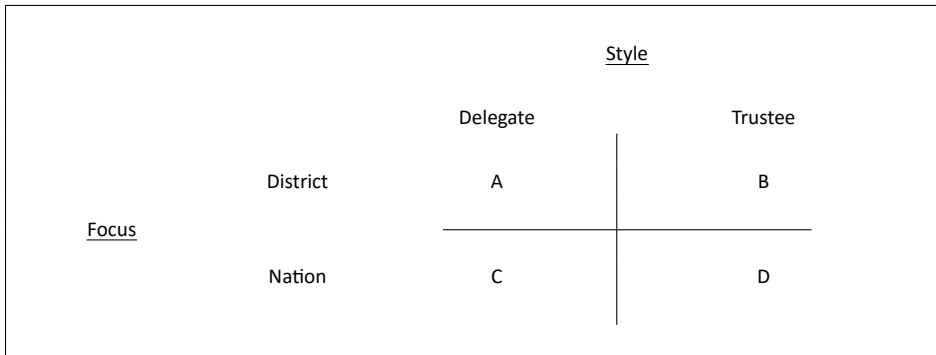 Style
Delegate Trustee
District A B
Focus
Nation C D